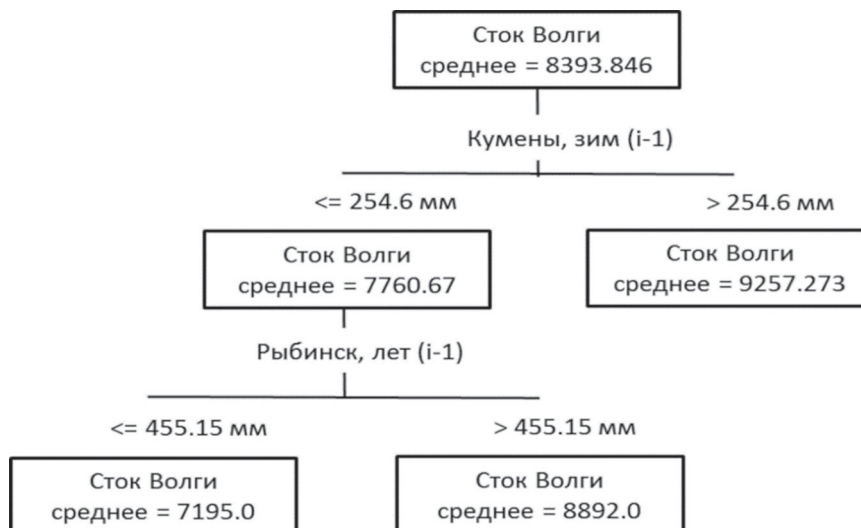 Сток Волги
среднее = 8393.846
Кумены, зим (i-1)
<= 254.6 мм
> 254.6 мм
Сток Волги
среднее = 7760.67
Сток Волги
среднее = 9257.273
Рыбинск, лет (i-1)
<= 455.15 мм
> 455.15 мм
Сток Волги
среднее = 7195.0
Сток Волги
среднее = 8892.0